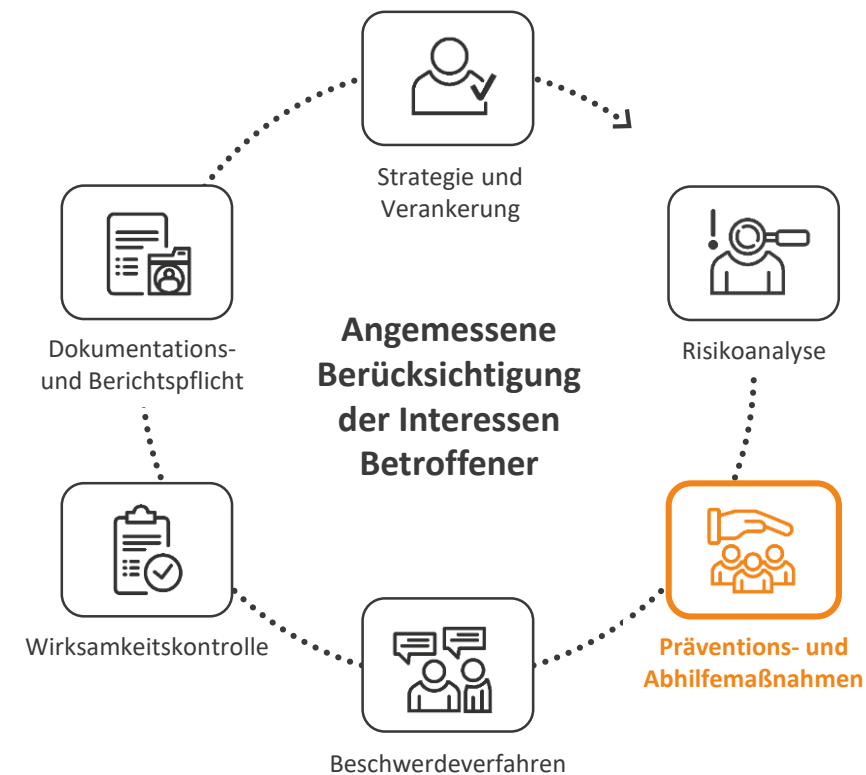 Strategie und
Verankerung
Risikoanalyse
Präventions- und
Abhilfemaßnahmen
Beschwerdeverfahren
Wirksamkeitskontrolle
Dokumentations-
und Berichtspflicht
Angemessene
Berücksichtigung
der Interessen
Betroffener